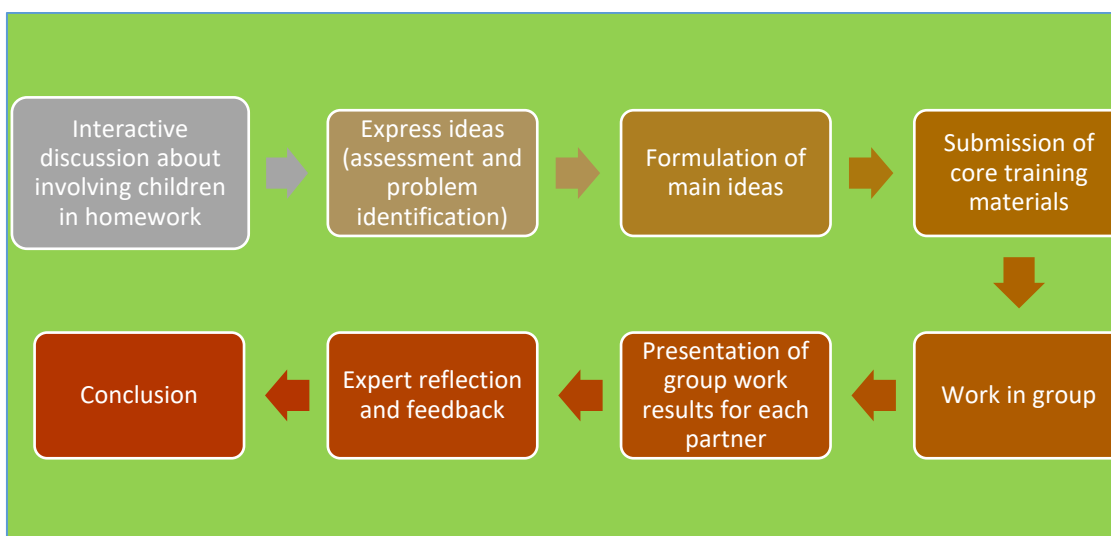 Interactive
discussion about
involving children
in homework
Express ideas
(assessment and
problem
identification)
Formulation of
main ideas
Submission of
core training
materials
Work in group
Presentation of
group work
results for each
partner
Expert reflection
and feedback
Conclusion